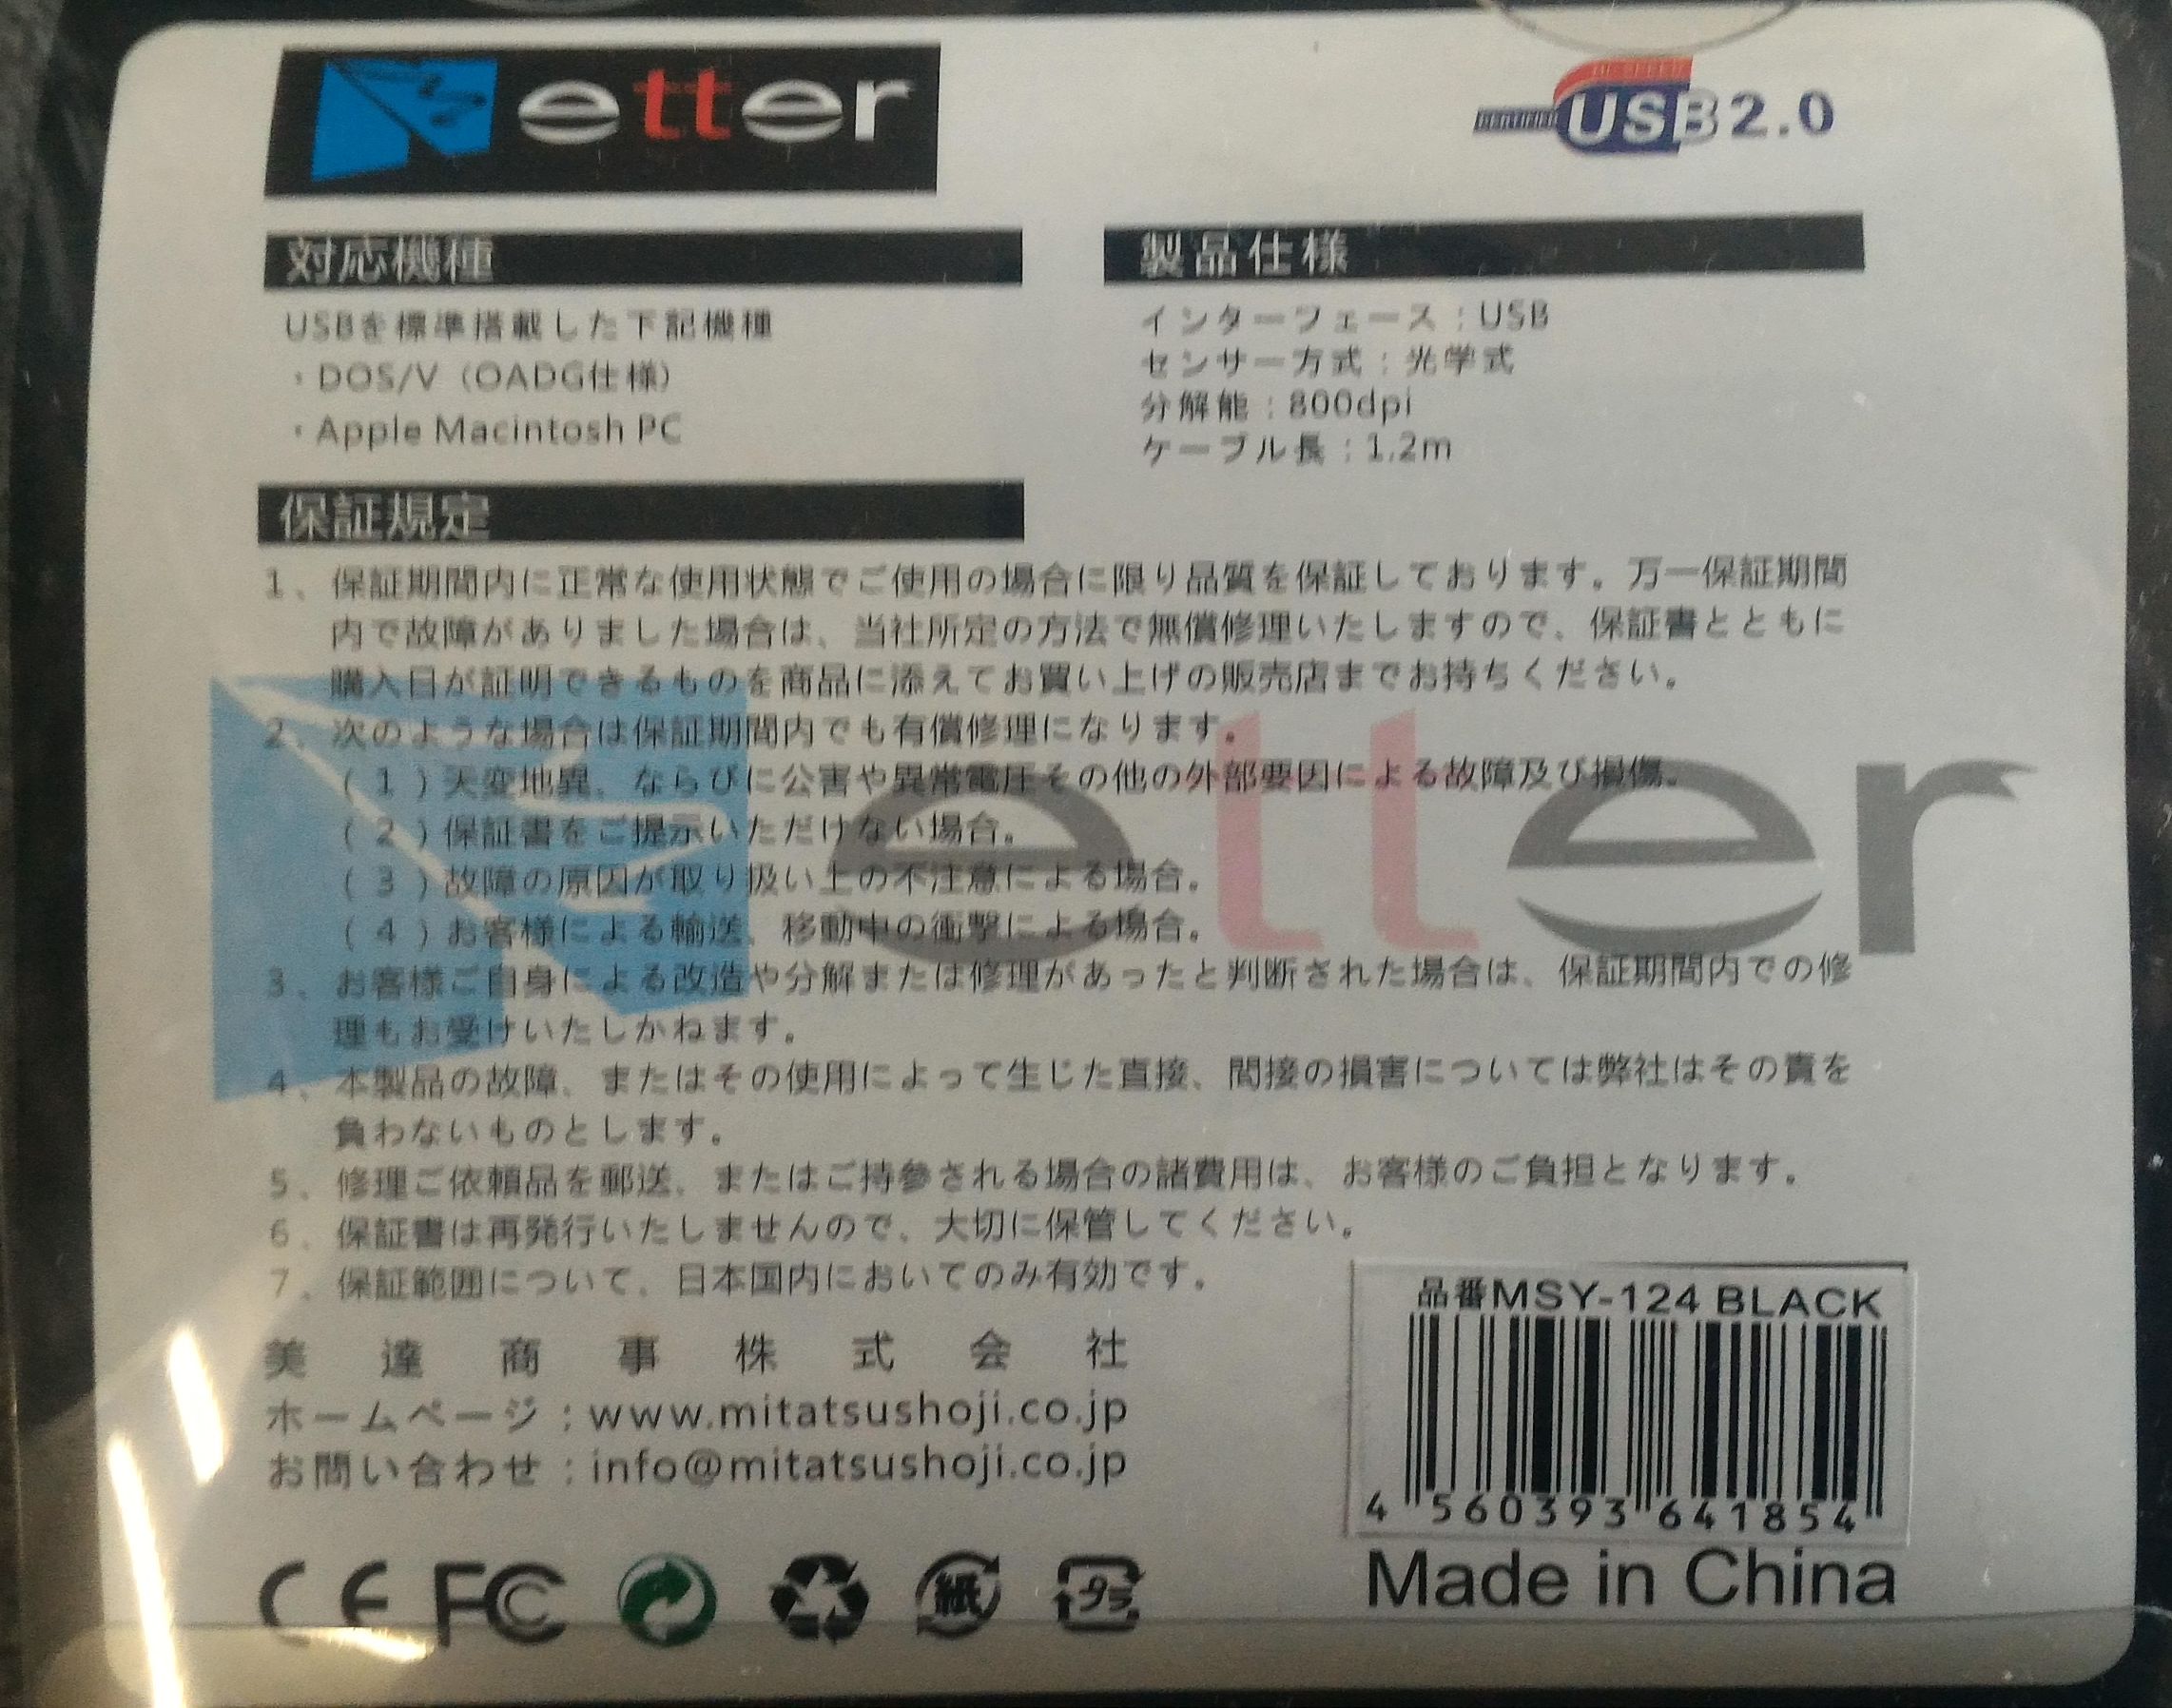 etter
HI-SPEED
CERTIFIED USB 2.0
対応機種
USBを標準搭載した下記機種
・DOS/V（OADG仕様）
・Apple Macintosh PC
製品仕様
インターフェース：USB
センサー方式：光学式
分解能：800dpi
ケーブル長：1.2m
保証規定
1、保証期間内に正常な使用状態でご使用の場合に限り品質を保証しております。万一保証期間
内で故障がありました場合は、当社所定の方法で無償修理いたしますので、保証書とともに
購入日が証明できるものを商品に添えてお買い上げの販売店までお持ちください。
2、次のような場合は保証期間内でも有償修理になります。
(1)天変地異、ならびに公害や異常電圧その他の外部要因による故障及び損傷。
(2)保証書をご提示いただけない場合。
(3)故障の原因が取り扱い上の不注意による場合。
(4)お客様による輸送、移動中の衝撃による場合。
3、お客様ご自身による改造や分解または修理があったと判断された場合は、保証期間内での修
理もお受けいたしかねます。
4、本製品の故障、またはその使用によって生じた直接、間接の損害については弊社はその責を
負わないものとします。
5、修理ご依頼品を郵送、またはご持参される場合の諸費用は、お客様のご負担となります。
6、保証書は再発行いたしませんので、大切に保管してください。
7、保証範囲について、日本国内においてのみ有効です。
etter
美達商事株式会社
ホームページ：www.mitatsushoji.co.jp
お問い合わせ：info@mitatsushoji.co.jp
品番MSY-124 BLACK
4 560393 641854
CE FC 紙 プラ
Made in China